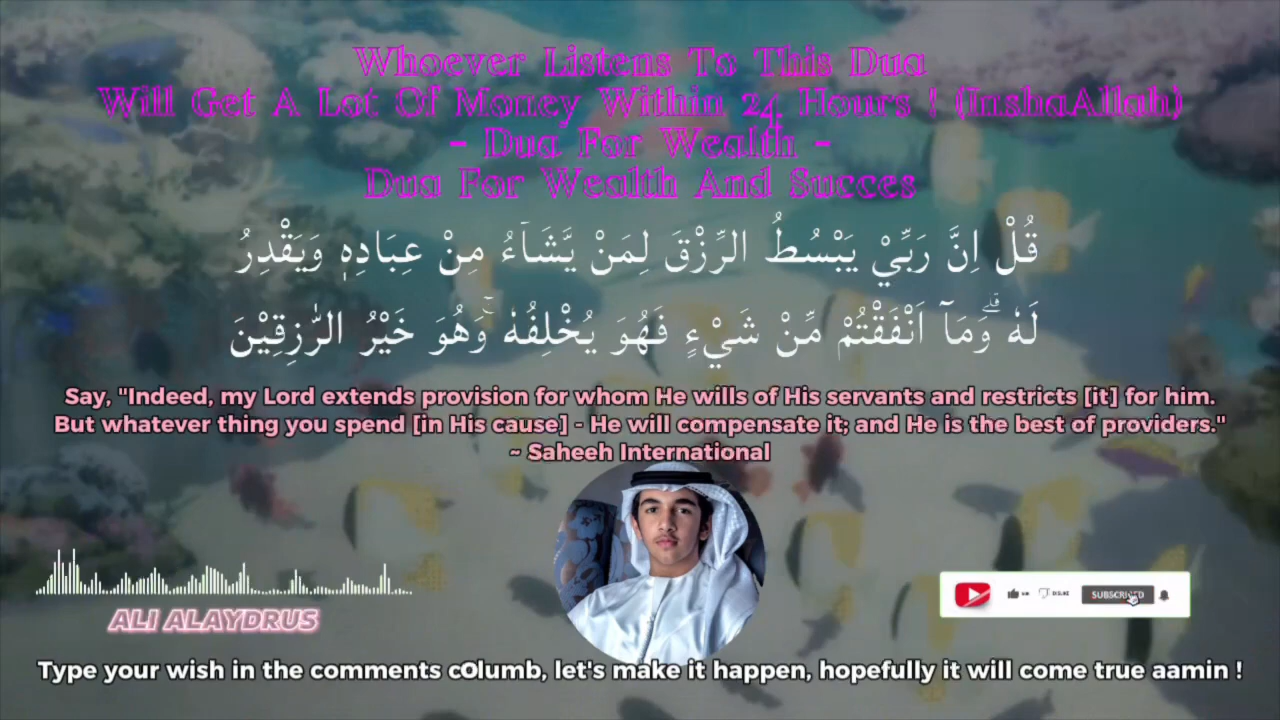 Whoever Listens To This Dua
Will Get A Lot Of Money Within 24 Hours ! (InshaAllah)
- Dua For Wealth -
Dua For Wealth And Succes
قُلْ اِنَّ رَبِّيْ يَبْسُطُ الرِّزْقَ لِمَنْ يَّشَاۤءُ مِنْ عِبَادِهٖ وَيَقْدِرُ
لَهٗ ۗوَمَآ اَنْفَقْتُمْ مِّنْ شَيْءٍ فَهُوَ يُخْلِفُهٗ ۚوَهُوَ خَيْرُ الرّٰزِقِيْنَ
Say, "Indeed, my Lord extends provision for whom He wills of His servants and restricts [it] for him.
But whatever thing you spend [in His cause] - He will compensate it; and He is the best of providers."
~ Saheeh International
SUBSCRIBED
ALI ALAYDRUS
Type your wish in the comments cOlumb, let's make it happen, hopefully it will come true aamin !